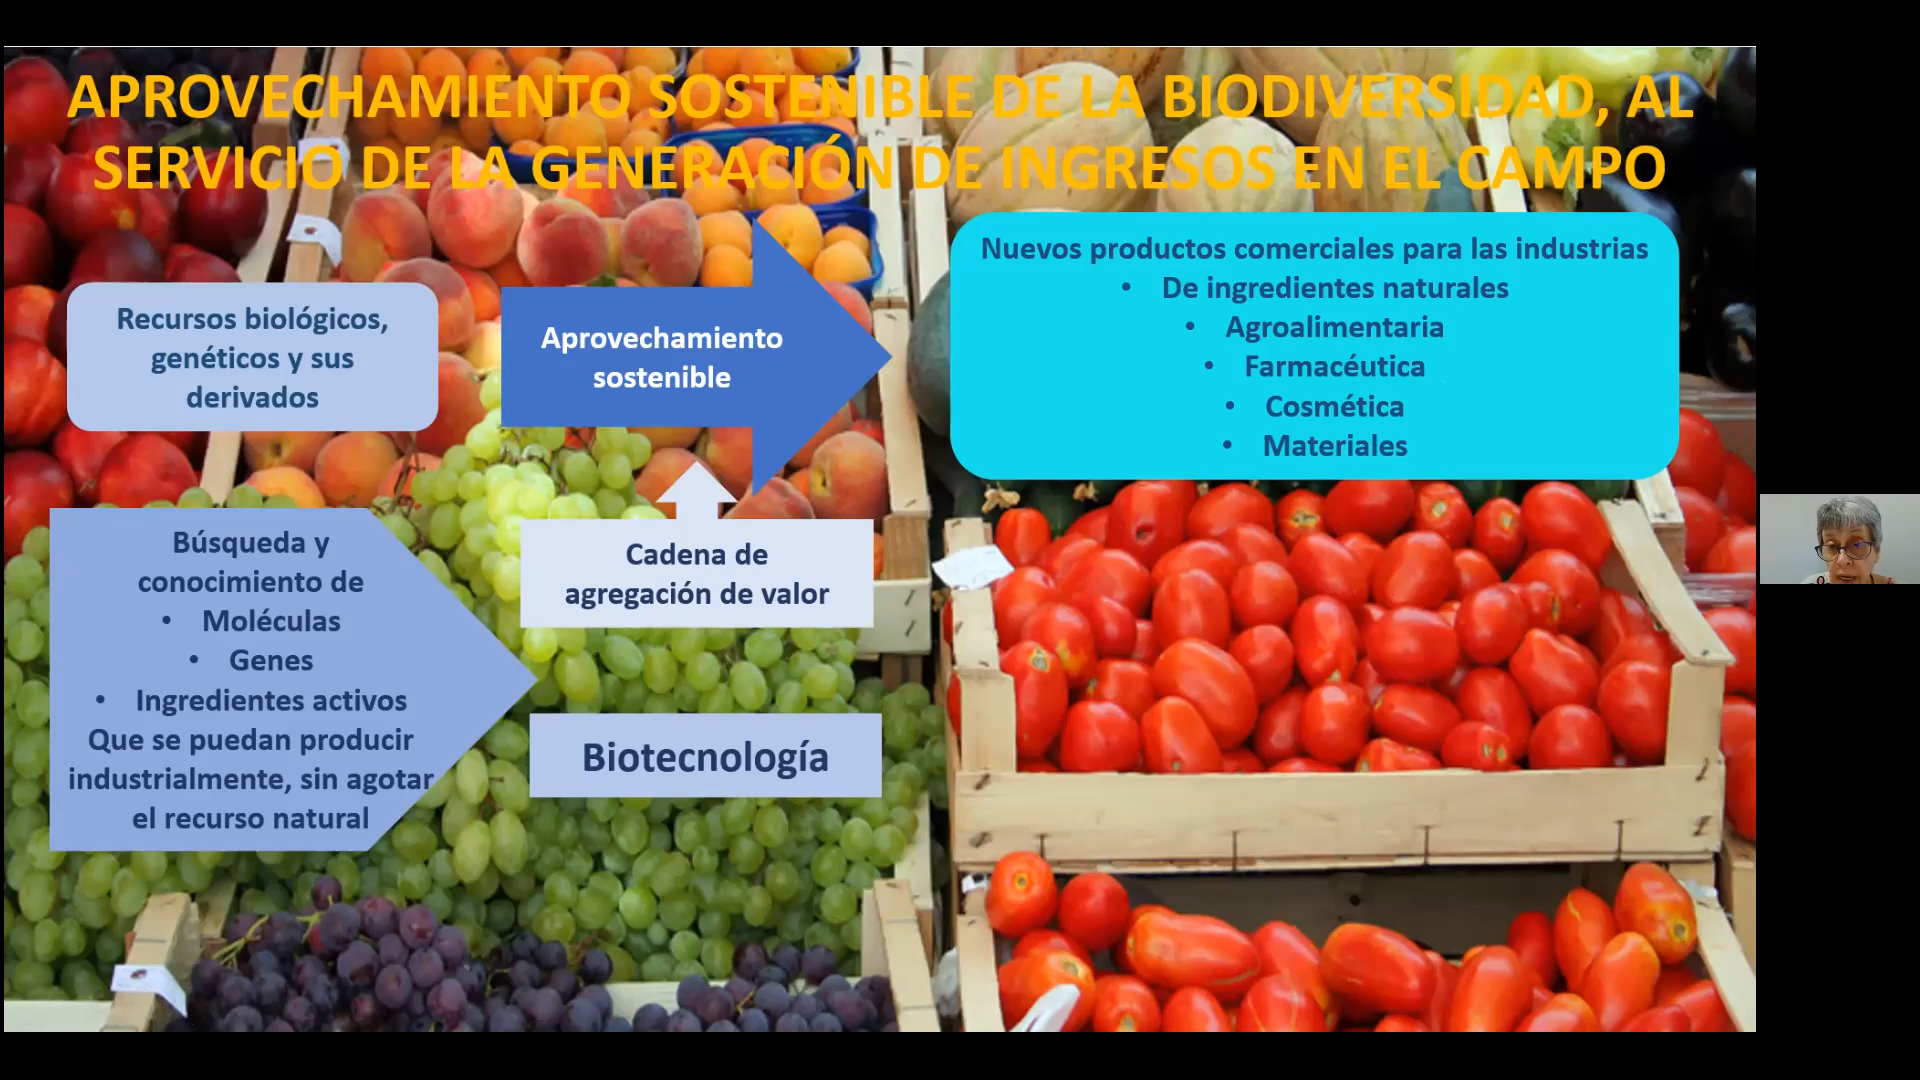 APROVECHAMIENTO SOSTENIBLE DE LA BIODIVERSIDAD, AL
SERVICIO DE LA GENERACIÓN DE INGRESOS EN EL CAMPO
Recursos biológicos,
genéticos y sus
derivados
Aprovechamiento
sostenible
Nuevos productos comerciales para las industrias
• De ingredientes naturales
• Agroalimentaria
• Farmacéutica
• Cosmética
• Materiales
Búsqueda y
conocimiento de
• Moléculas
• Genes
• Ingredientes activos
Que se puedan producir
industrialmente, sin agotar
el recurso natural
Cadena de
agregación de valor
Biotecnología